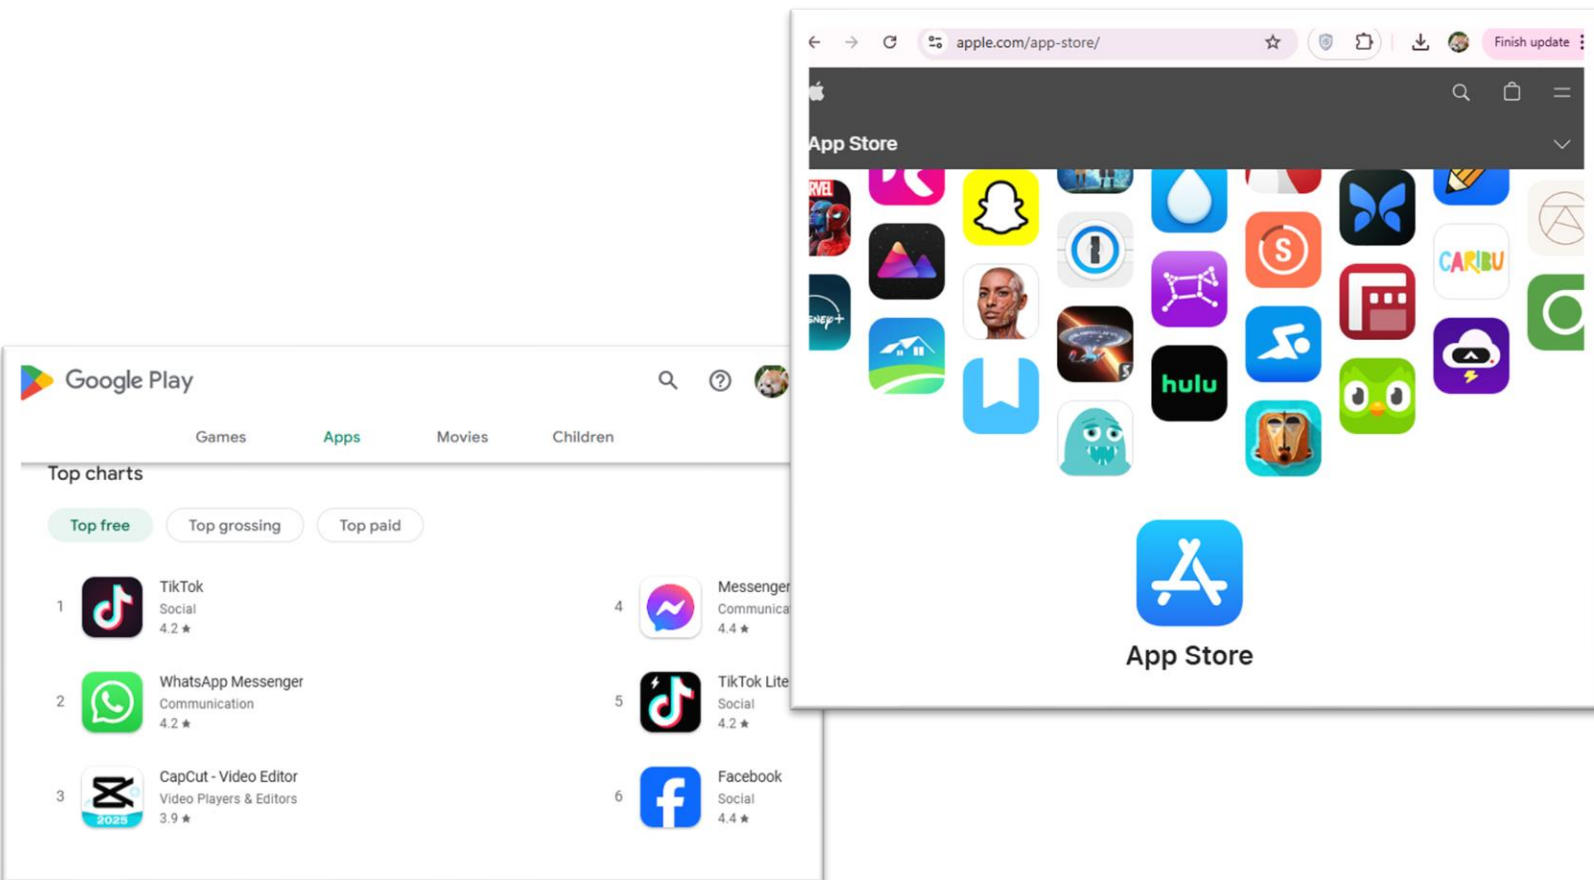 Google Play
Games Apps Movies Children
Top charts
Top free Top grossing Top paid
1
TikTok
Social
4.2 ★
2
WhatsApp Messenger
Communication
4.2 ★
3
2025
CapCut - Video Editor
Video Players & Editors
3.9 ★
4
Messenger
Communica
4.4 ★
5
TikTok Lite
Social
4.2 ★
6
Facebook
Social
4.4 ★
apple.com/app-store/
Finish update
App Store
RVEL
SNEY+
S
hulu
S
CARIBU
App Store